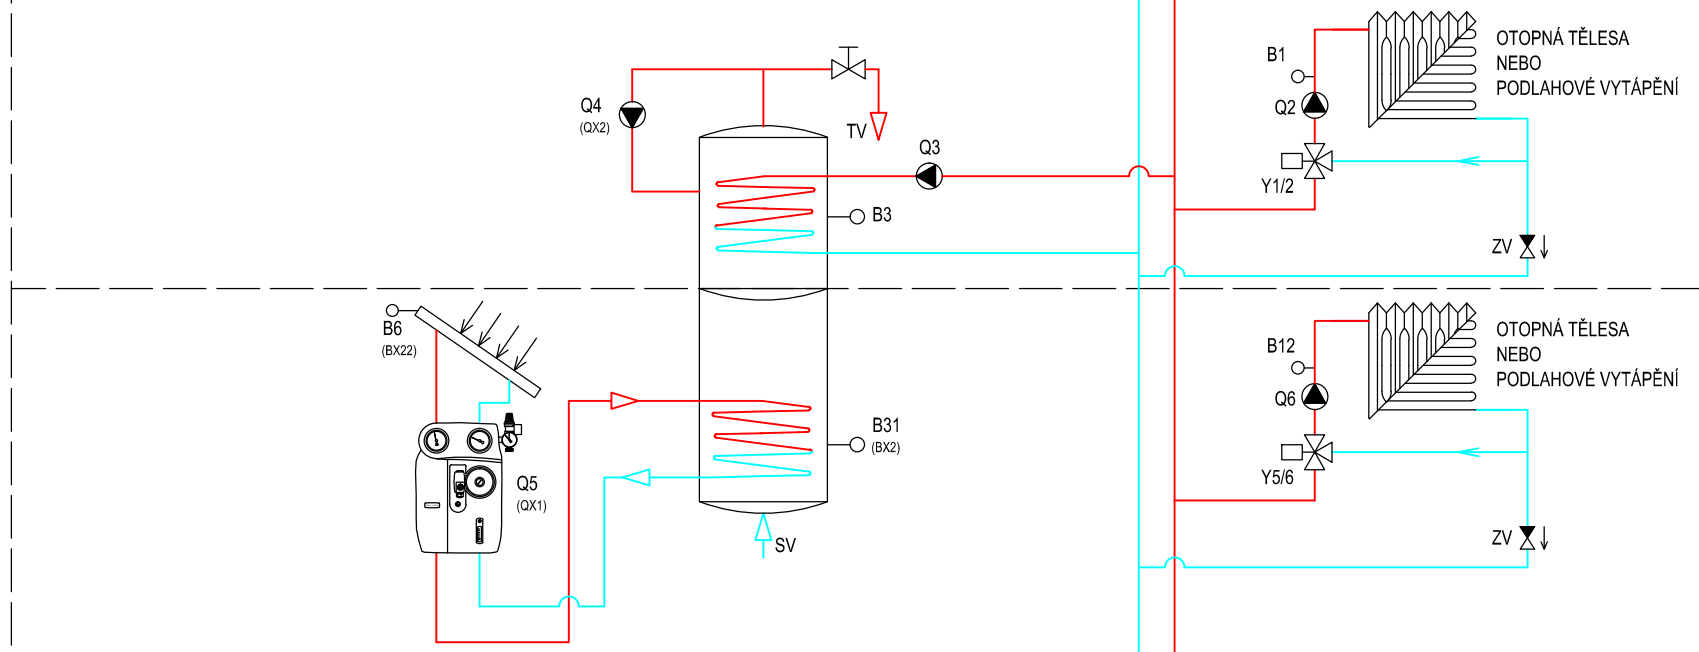 B1
OTOPNÁ TĚLESA
NEBO
PODLAHOVÉ VYTÁPĚNÍ
Q4
(QX2)
TV
Q2
Q3
Y1/2
B3
ZV
B6
(BX22)
B12
OTOPNÁ TĚLESA
NEBO
PODLAHOVÉ VYTÁPĚNÍ
Q6
B31
(BX2)
Y5/6
Q5
(QX1)
SV
ZV